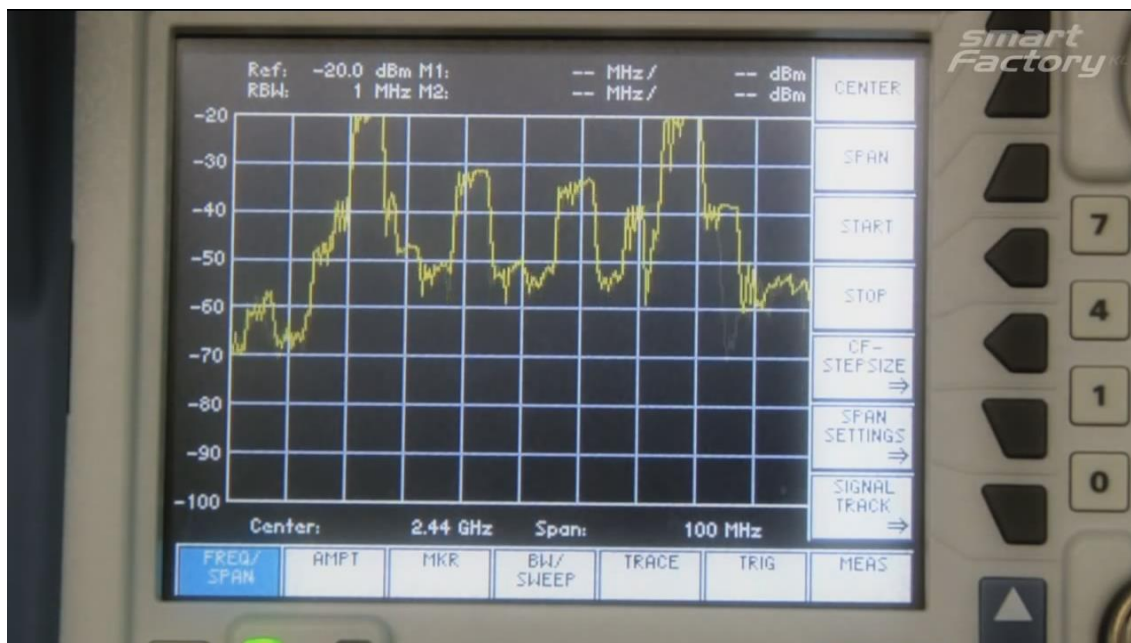 smart
Factory
Ref: -20.0 dBm M1: -- MHz/ -- dBm
RBW: 1 MHz M2: -- MHz/ -- dBm
CENTER
SPAN
START
STOP
CF-
STEPSIZE
⇒
SPAN
SETTINGS
⇒
SIGNAL
TRACK
⇒
-20
-30
-40
-50
-60
-70
-80
-90
-100
Center: 2.44 GHz Span: 100 MHz
FREQ/
SPAN
AMPT
MKR
BW/
SWEEP
TRACE
TRIG
MEAS
7
4
1
0